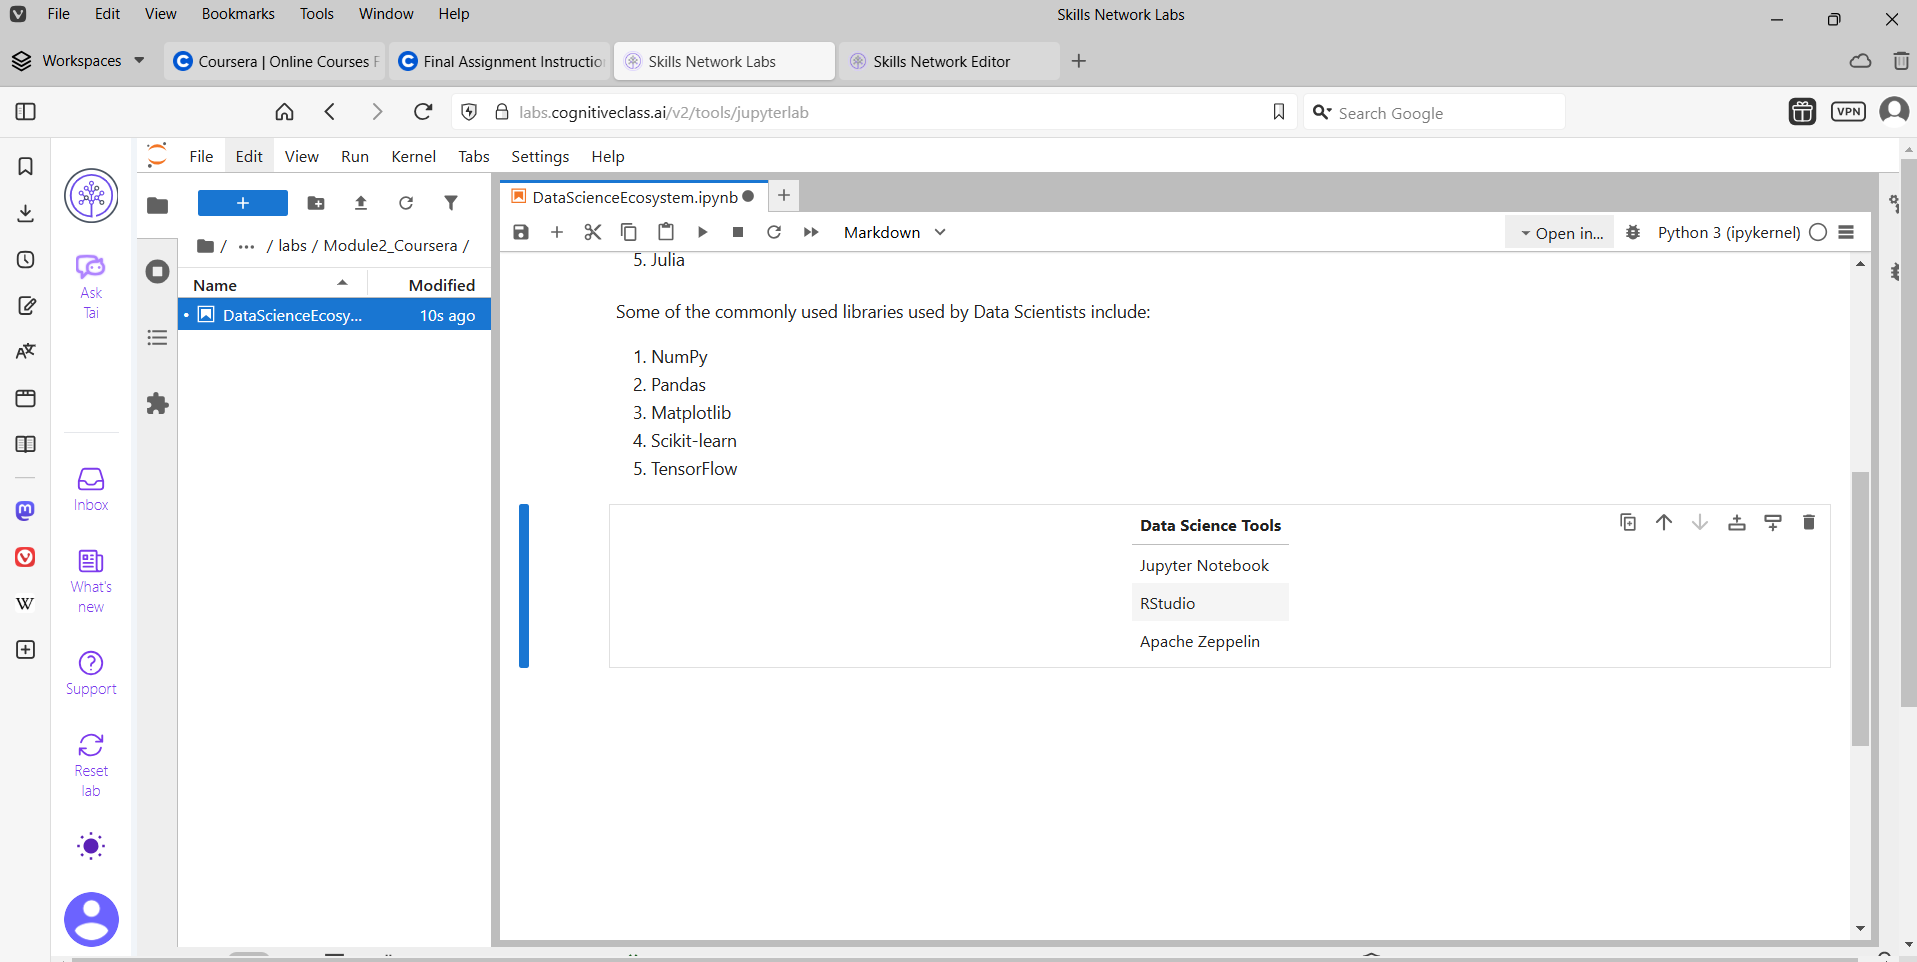 File Edit View Bookmarks Tools Window Help Skills Network Labs
Workspaces Coursera | Online Courses F Final Assignment Instructio Skills Network Labs Skills Network Editor
labs.cognitiveclass.ai/v2/tools/jupyterlab Search Google VPN
File Edit View Run Kernel Tabs Settings Help
DataScienceEcosystem.ipynb
Markdown Open in... Python 3 (ipykernel)
/ ... / labs / Module2_Coursera /
Name Modified
DataScienceEcosy... 10s ago
Ask
Tai
Inbox
What's
new
Support
Reset
lab
5. Julia
Some of the commonly used libraries used by Data Scientists include:
1. NumPy
2. Pandas
3. Matplotlib
4. Scikit-learn
5. TensorFlow
Data Science Tools
Jupyter Notebook
RStudio
Apache Zeppelin